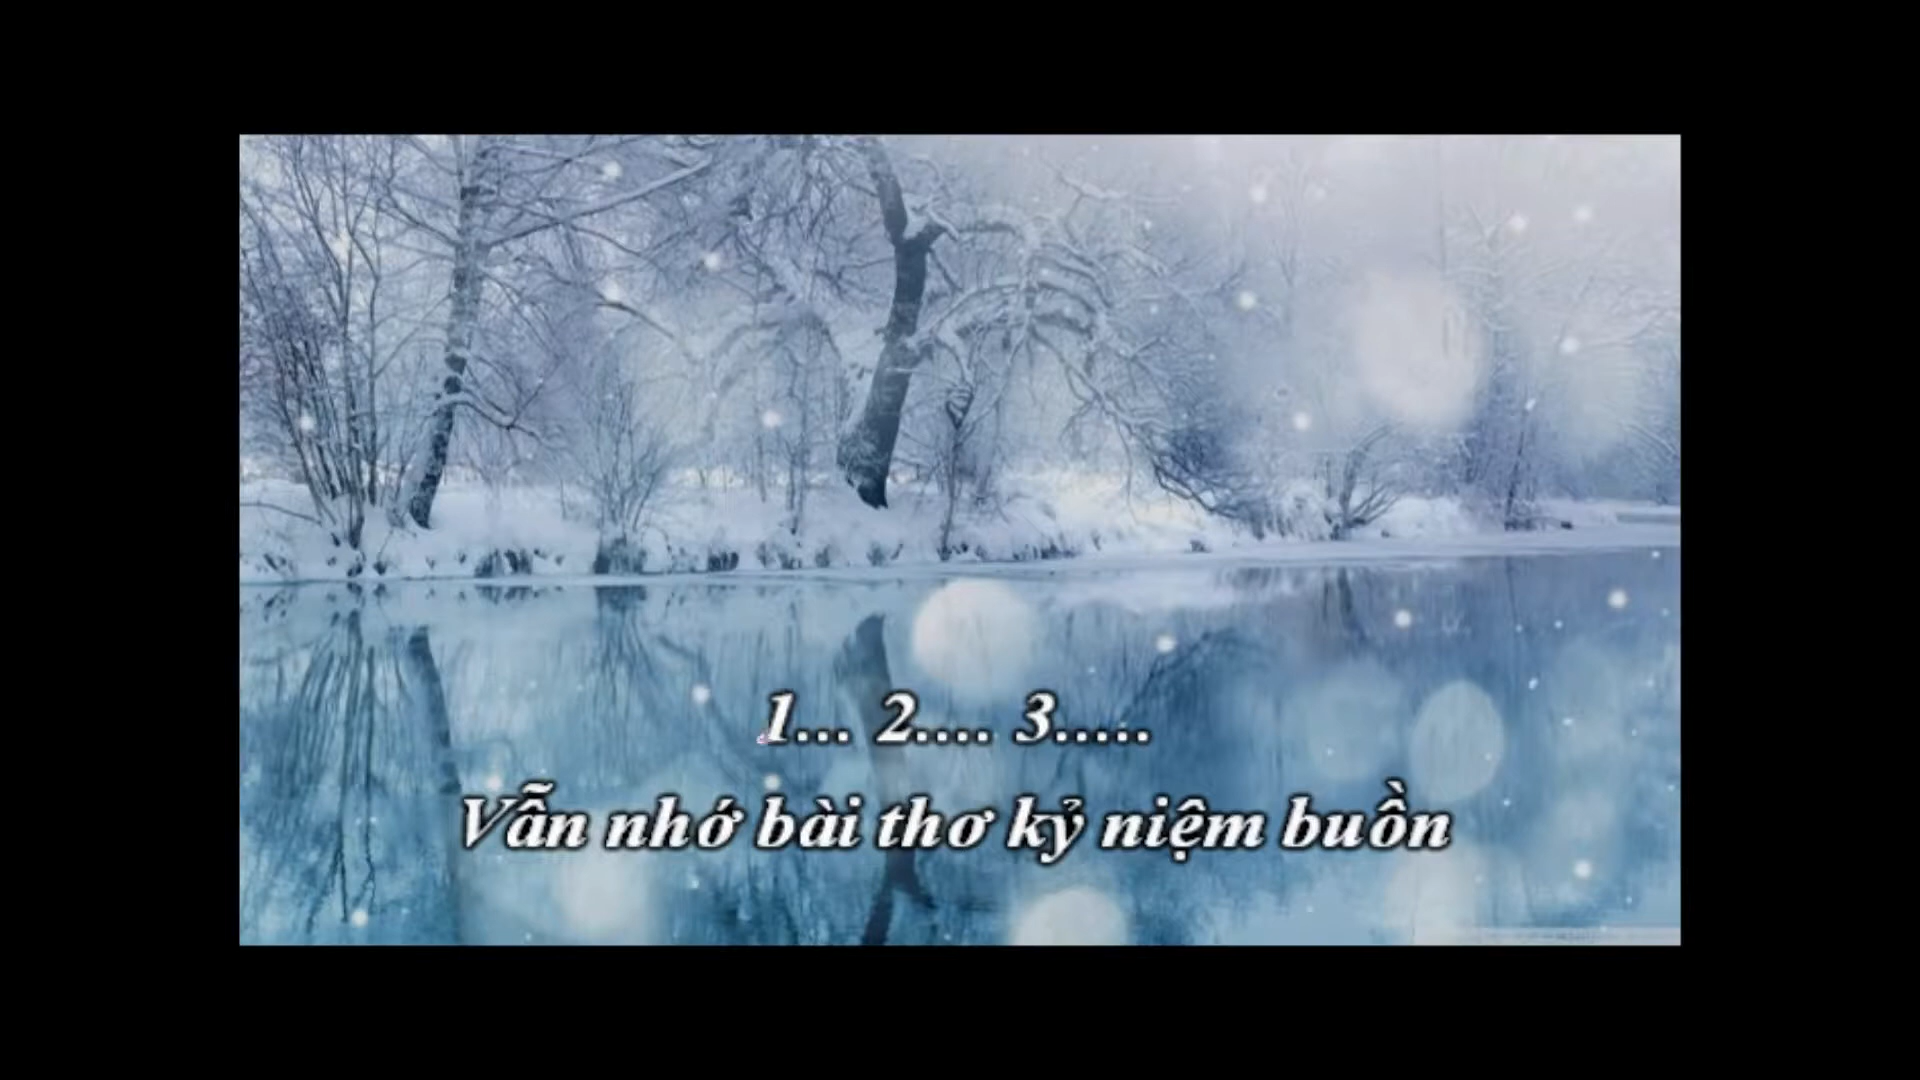 1... 2.... 3.....
Vẫn nhớ bài thơ kỷ niệm buồn